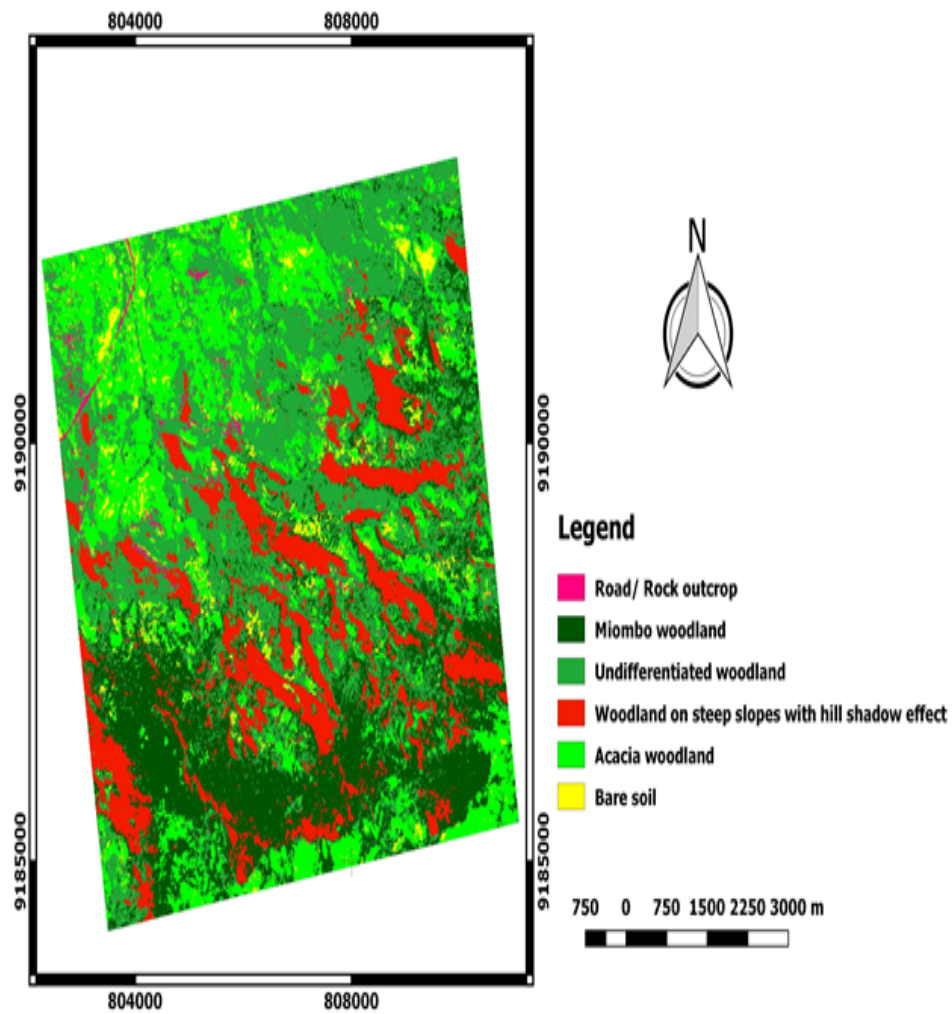 804000 808000
N
9190000 9190000
Legend
Road/ Rock outcrop
Miombo woodland
Undifferentiated woodland
Woodland on steep slopes with hill shadow effect
Acacia woodland
Bare soil
9185000 9185000
750 0 750 1500 2250 3000 m
804000 808000